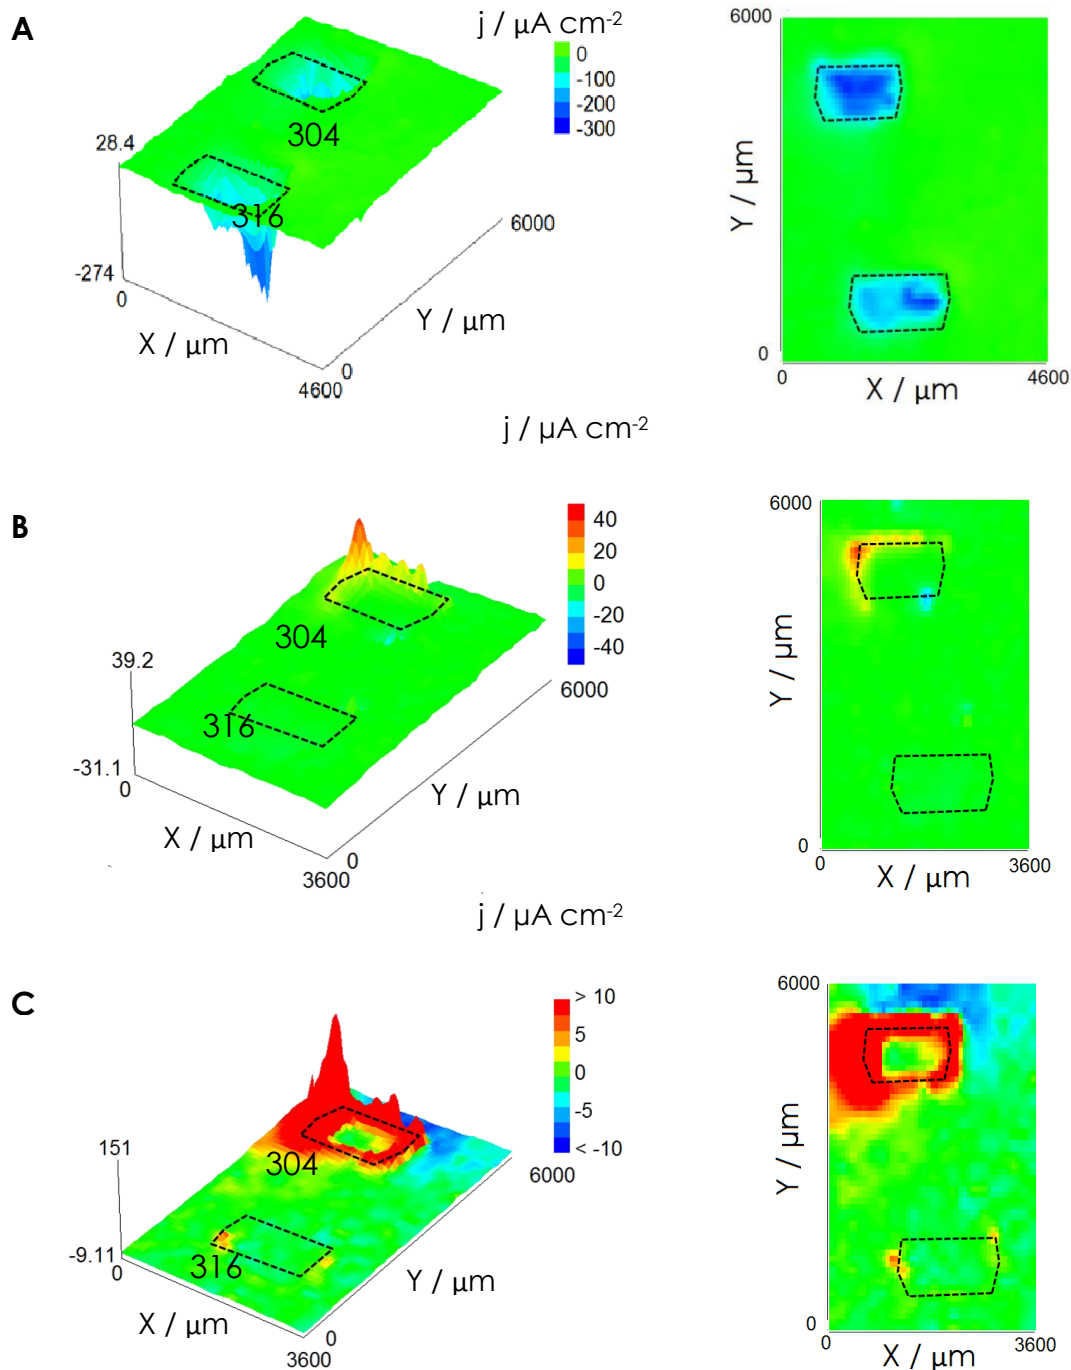 A
j / µA cm-2
0
-100
-200
-300
304
316
28.4
-274
0
X / µm
4600
0
Y / µm
6000
6000
Y / µm
0
0
X / µm
4600
j / µA cm-2
B
40
20
0
-20
-40
304
316
39.2
-31.1
0
X / µm
3600
0
Y / µm
6000
6000
Y / µm
0
0
X / µm
3600
j / µA cm-2
C
> 10
5
0
-5
< -10
304
316
151
-9.11
0
X / µm
3600
0
Y / µm
6000
6000
Y / µm
0
0
X / µm
3600